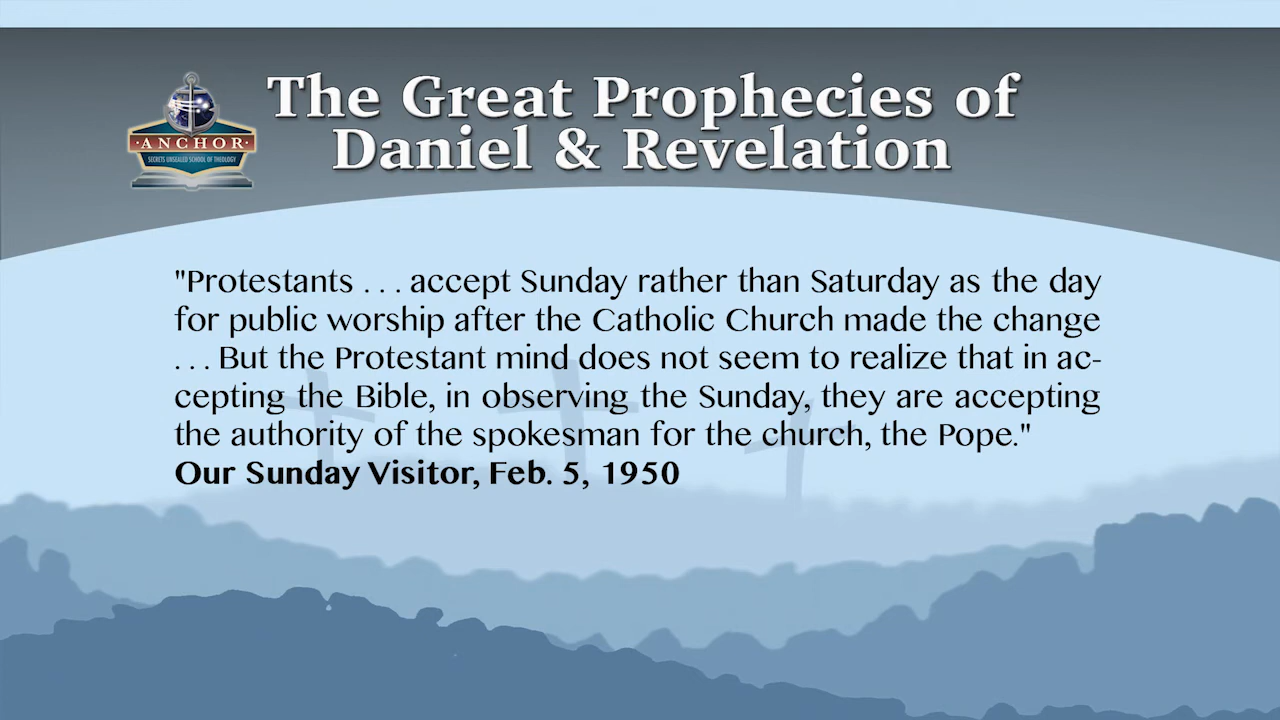 The Great Prophecies of
Daniel & Revelation
·ANCHOR·
SECRETS UNSEALED SCHOOL OF THEOLOGY
"Protestants . . . accept Sunday rather than Saturday as the day
for public worship after the Catholic Church made the change
. . . But the Protestant mind does not seem to realize that in ac-
cepting the Bible, in observing the Sunday, they are accepting
the authority of the spokesman for the church, the Pope."
Our Sunday Visitor, Feb. 5, 1950